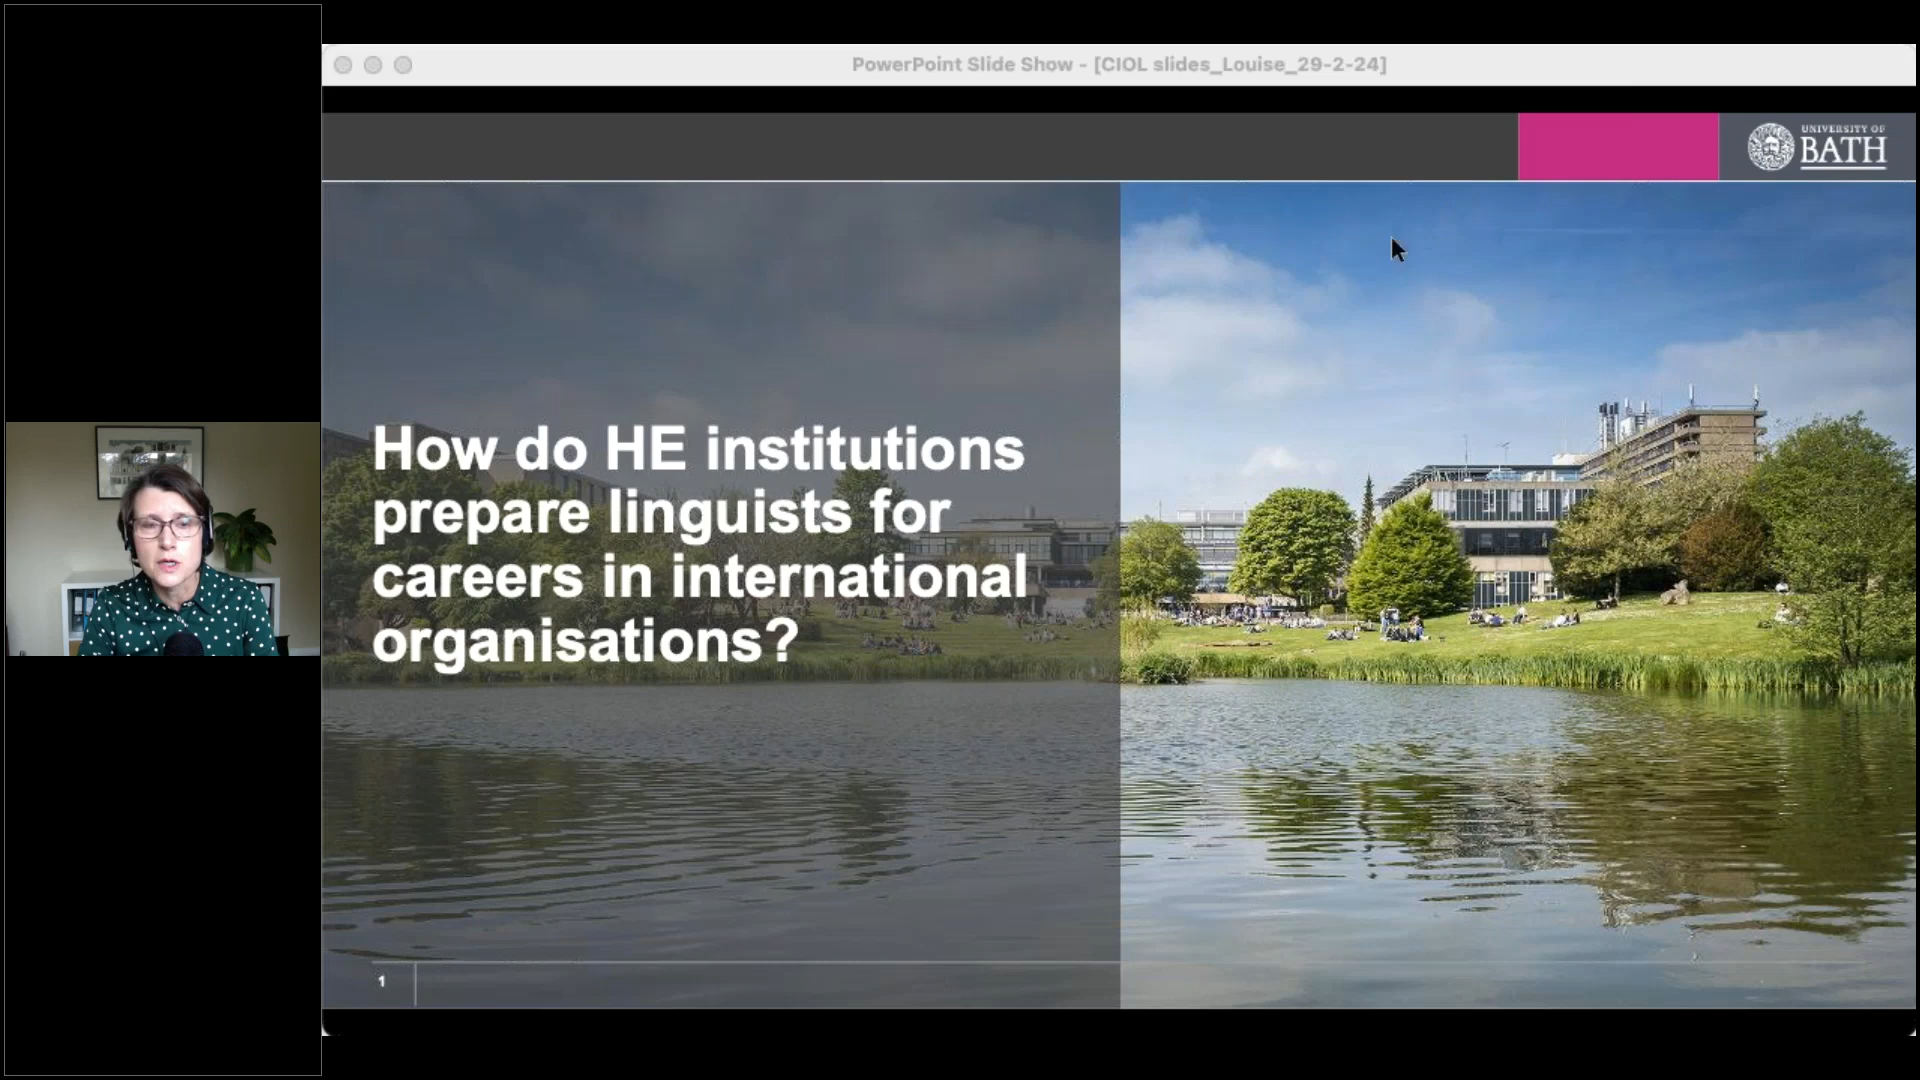 PowerPoint Slide Show - [CIOL slides_Louise_29-2-24]
UNIVERSITY OF
BATH
How do HE institutions
prepare linguists for
careers in international
organisations?
1